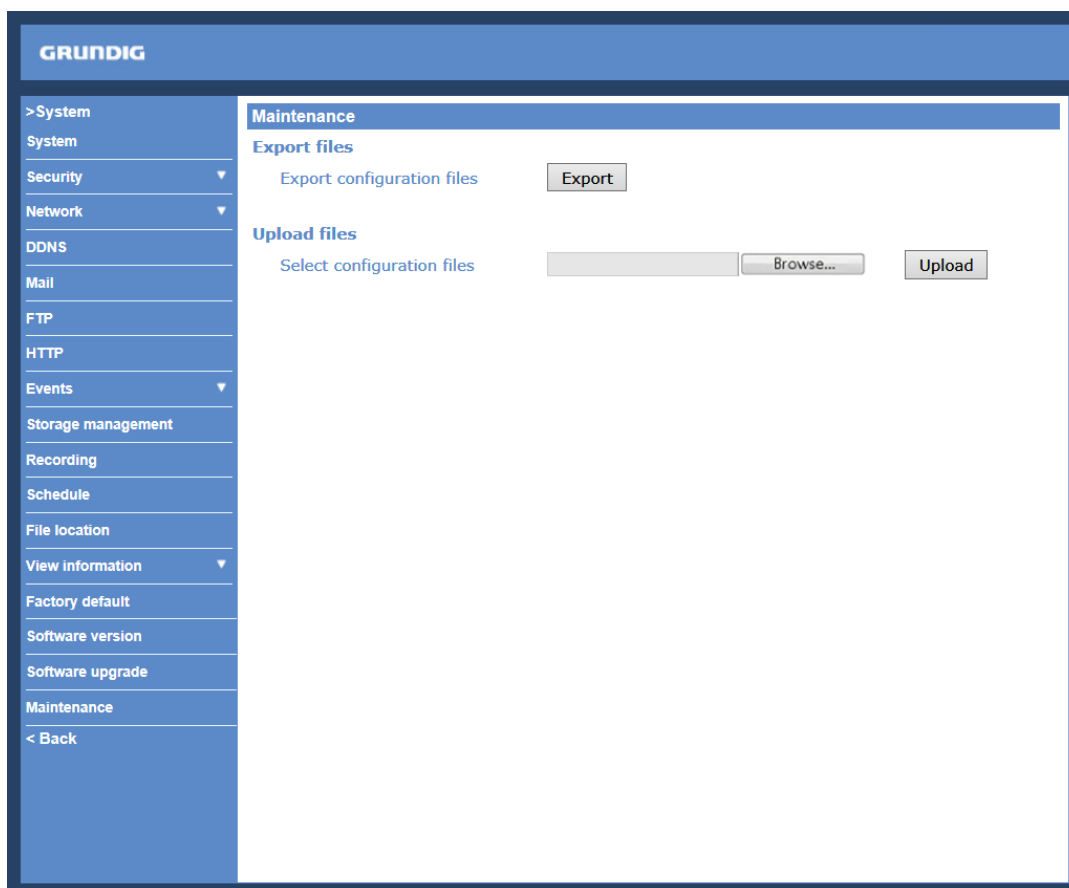 GRUNDIG
>System
System
Security
Network
DDNS
Mail
FTP
HTTP
Events
Storage management
Recording
Schedule
File location
View information
Factory default
Software version
Software upgrade
Maintenance
< Back
Maintenance
Export files
Export configuration files Export
Upload files
Select configuration files Browse... Upload